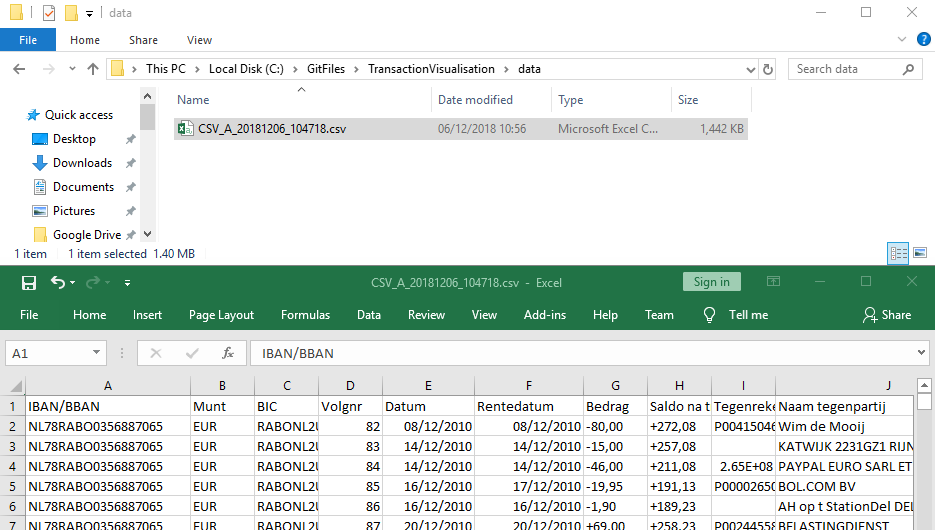 data
File Home Share View
This PC Local Disk (C:) GitFiles TransactionVisualisation data Search data
Quick access
Desktop
Downloads
Documents
Pictures
Google Drive
Name Date modified Type Size
CSV_A_20181206_104718.csv 06/12/2018 10:56 Microsoft Excel C... 1,442 KB
1 item 1 item selected 1.40 MB
CSV_A_20181206_104718.csv - Excel Sign in
File Home Insert Page Layout Formulas Data Review View Add-ins Help Team Tell me Share
A1 fx IBAN/BBAN
A B C D E F G H I J
1 IBAN/BBAN Munt BIC Volgnr Datum Rentedatum Bedrag Saldo na t Tegenreke Naam tegenpartij
2 NL78RABO0356887065 EUR RABONL2U 82 08/12/2010 08/12/2010 -80,00 +272,08 P00415046 Wim de Mooij
3 NL78RABO0356887065 EUR RABONL2U 83 14/12/2010 14/12/2010 -15,00 +257,08 KATWIJK 2231GZ1 RIJN
4 NL78RABO0356887065 EUR RABONL2U 84 14/12/2010 14/12/2010 -46,00 +211,08 2.65E+08 PAYPAL EURO SARL ET
5 NL78RABO0356887065 EUR RABONL2U 85 16/12/2010 17/12/2010 -19,95 +191,13 P00002650 BOL.COM BV
6 NL78RABO0356887065 EUR RABONL2U 86 16/12/2010 16/12/2010 -1,90 +189,23 AH op t StationDel DEL
7 NL78RABO0356887065 EUR RABONL2U 87 20/12/2010 20/12/2010 +69,00 +258,23 P00244558 BELASTINGDIENST